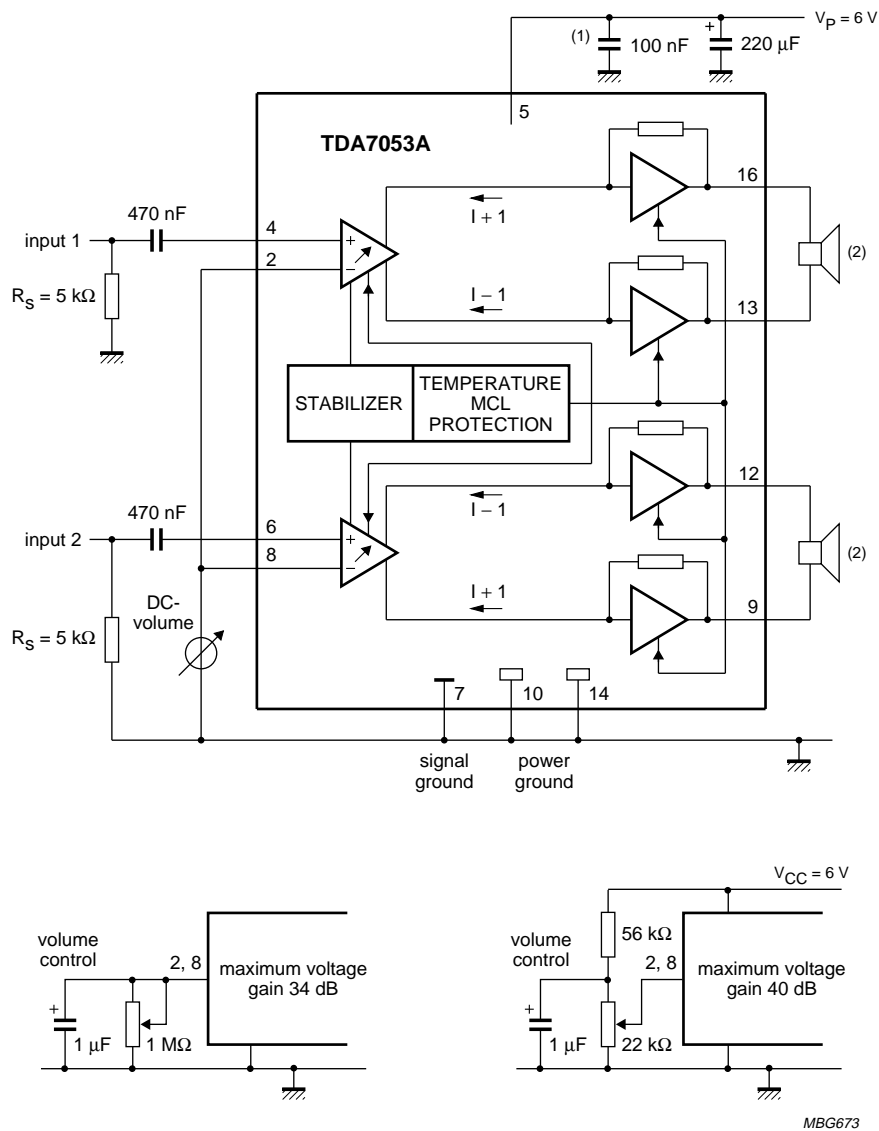 V_P = 6 V
(1)
100 nF
+
220 μF
5
TDA7053A
16
I + 1
470 nF
4
input 1
+
2
−
(2)
R_S = 5 kΩ
I − 1
13
STABILIZER
TEMPERATURE
MCL
PROTECTION
12
470 nF
I − 1
6
input 2
+
8
−
(2)
DC-
volume
I + 1
9
R_S = 5 kΩ
7
10
14
signal
ground
power
ground
V_CC = 6 V
volume
control
2, 8
maximum voltage
gain 34 dB
+
1 μF
1 MΩ
56 kΩ
volume
control
2, 8
maximum voltage
gain 40 dB
+
1 μF
22 kΩ
MBG673